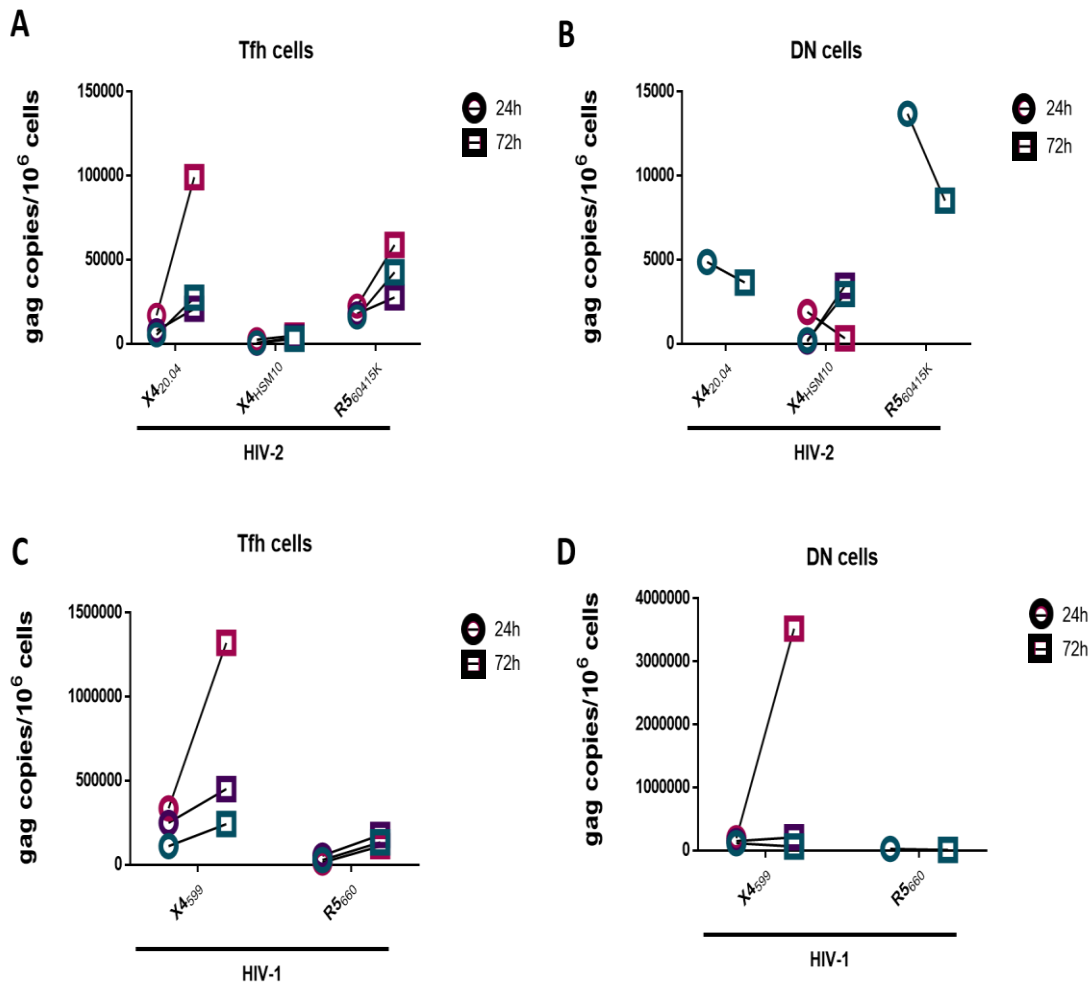 A
Tfh cells
gag copies/10⁶ cells
150000
100000
50000
0
X4₂₀.₀₄
X4HSM10
R560415K
HIV-2
24h
72h
B
DN cells
gag copies/10⁶ cells
15000
10000
5000
0
X4₂₀.₀₄
X4HSM10
R560415K
HIV-2
24h
72h
C
Tfh cells
gag copies/10⁶ cells
1500000
1000000
500000
0
X4599
R5660
HIV-1
24h
72h
D
DN cells
gag copies/10⁶ cells
4000000
3000000
2000000
1000000
0
X4599
R5660
HIV-1
24h
72h